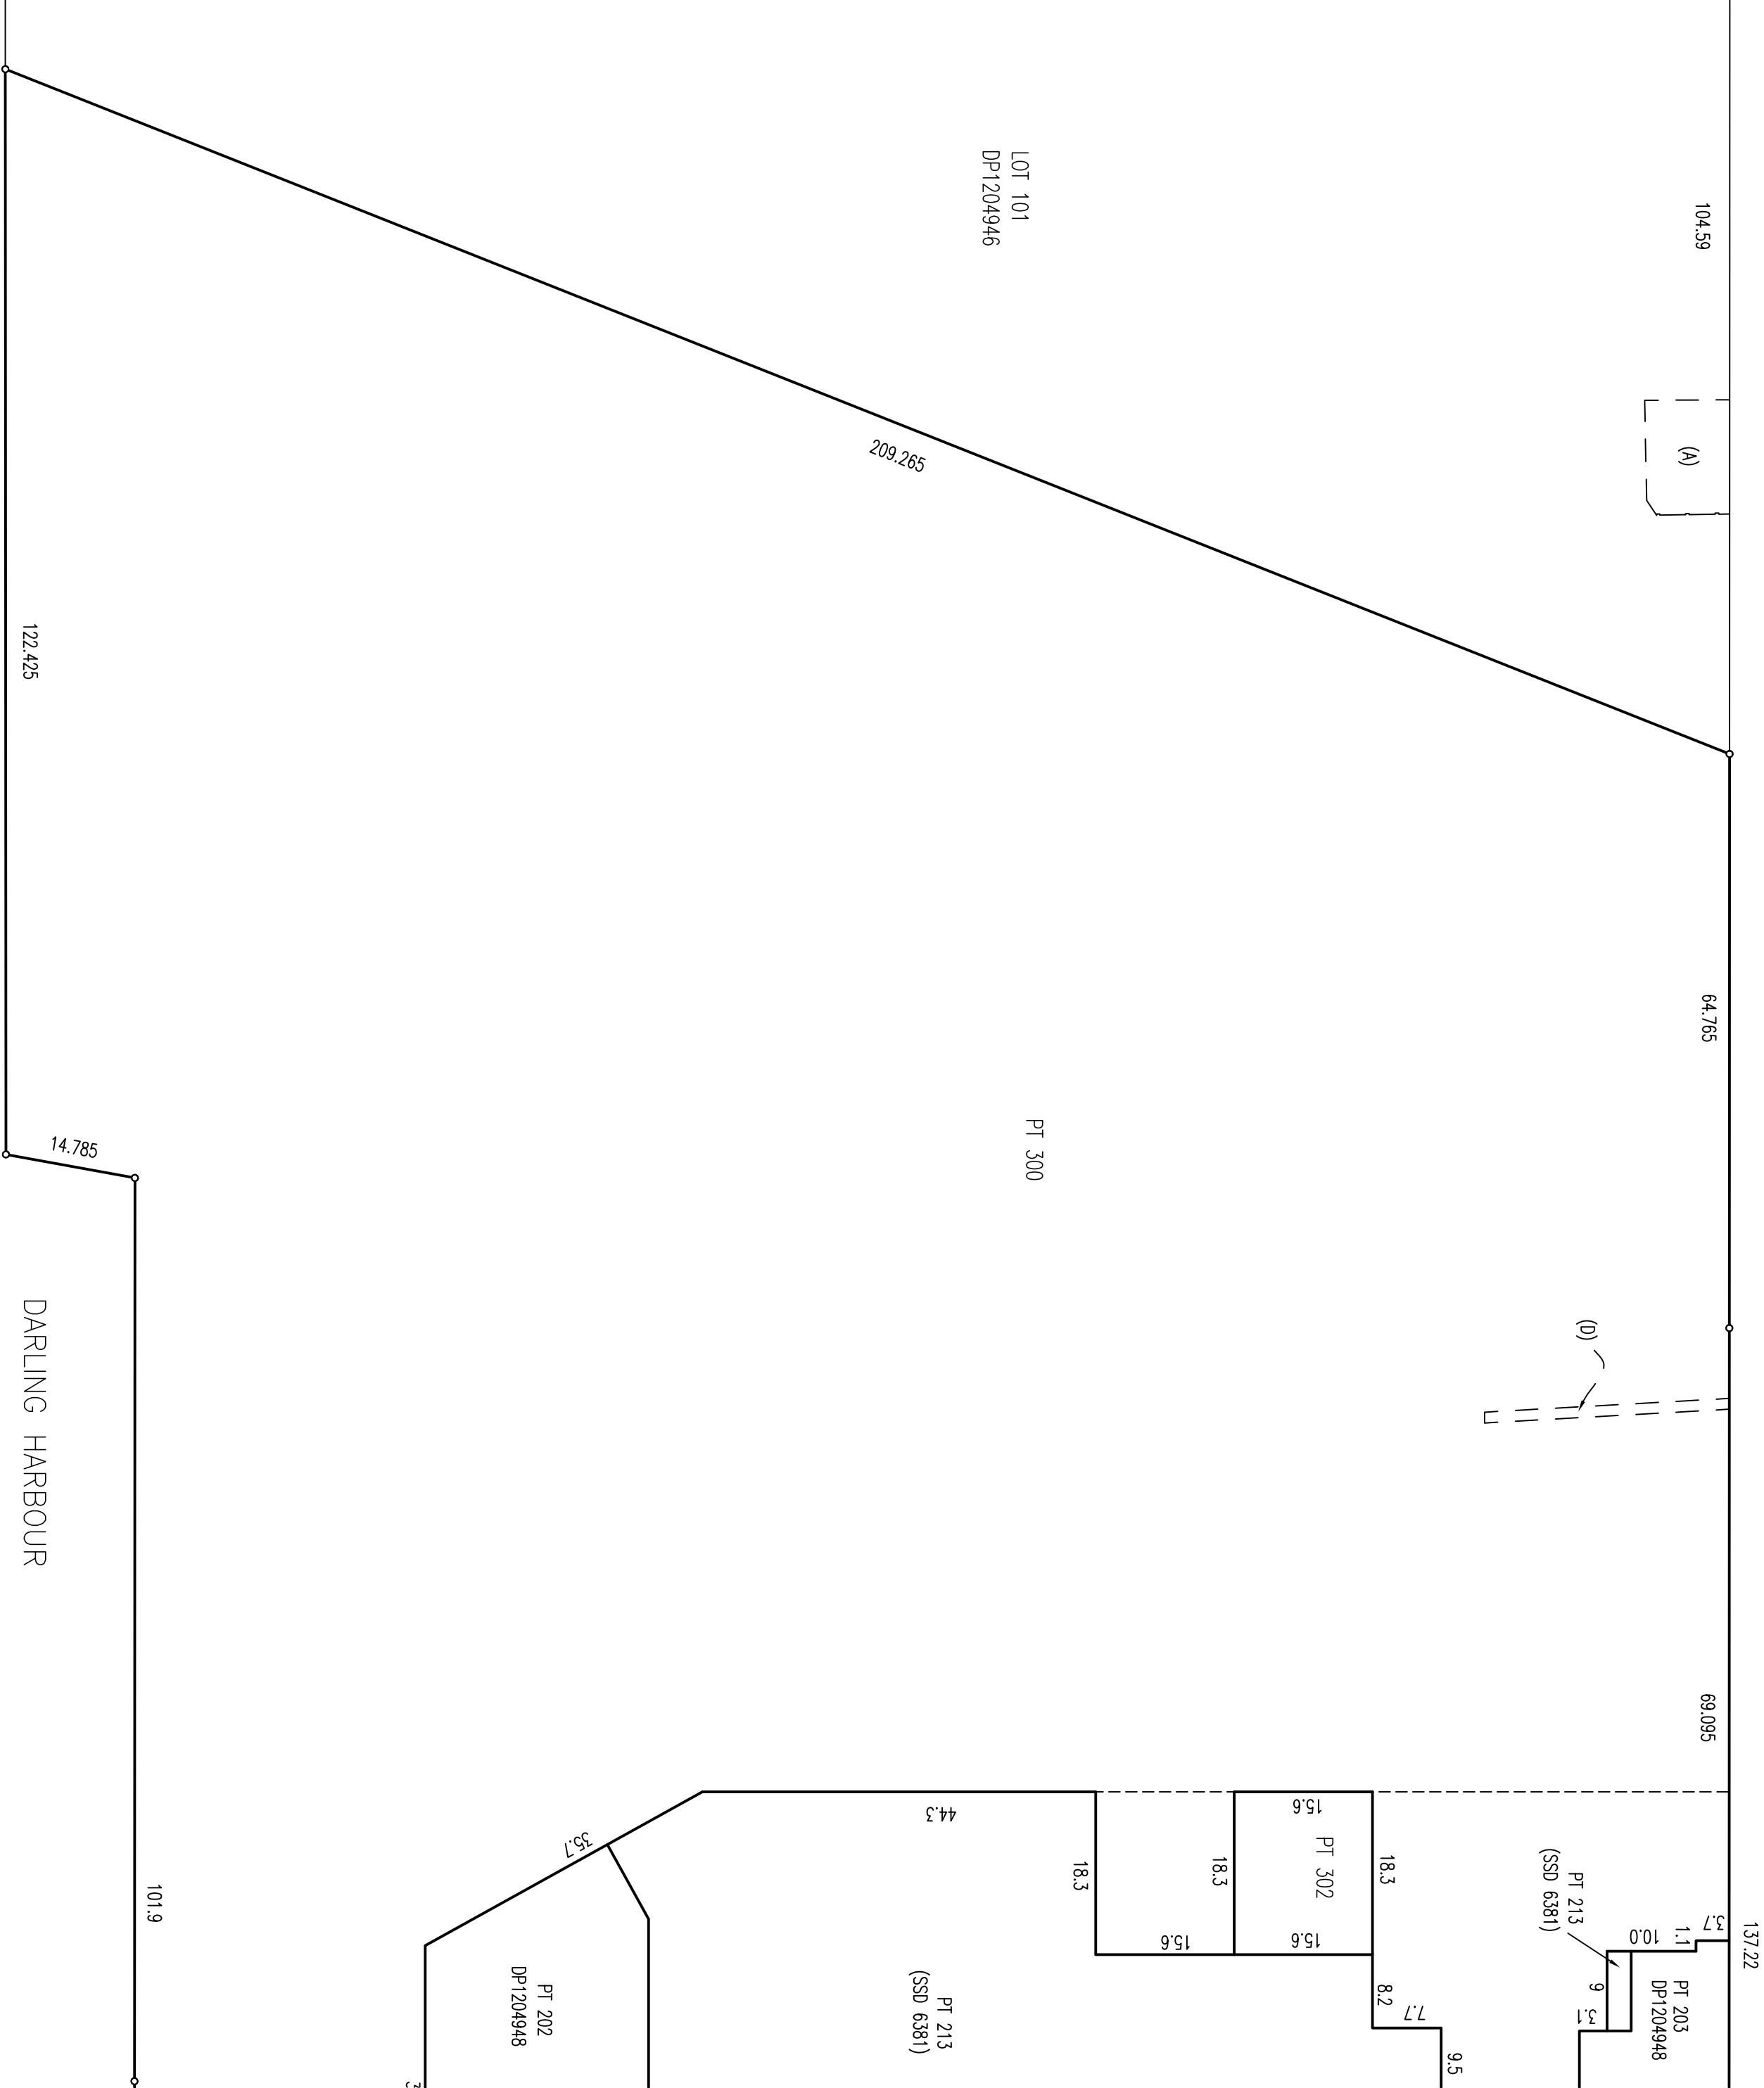 104.59
LOT 101
DP1204946
(A)
209.265
122.425
64.765
14.785
PT 300
(D)
DARLING HARBOUR
69.095
137.22
44.3
35.7
15.6
PT 302
18.3
18.3
18.3
15.6
15.6
PT 213
(SSD 6381)
3.7
1.1
10.0
9
3.1
PT 203
DP1204948
8.2
7.7
9.5
101.9
PT 202
DP1204948
PT 213
(SSD 6381)